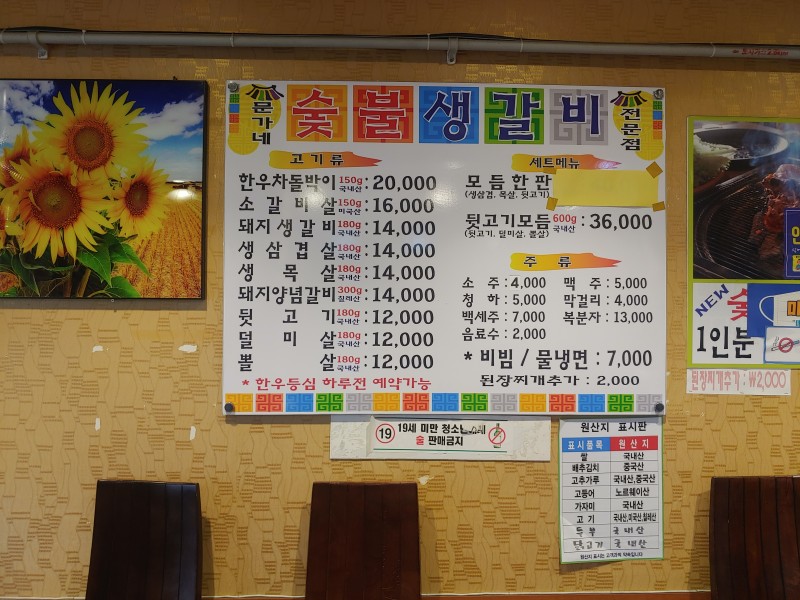 문가네
숯불생갈비
전문점
고기류
한우차돌박이 150g 국내산 : 20,000
소갈비살 150g 미국산 : 16,000
돼지생갈비 180g 국내산 : 14,000
생삼겹살 180g 국내산 : 14,000
생목살 180g 국내산 : 14,000
돼지양념갈비 300g 칠레산 : 14,000
뒷고기 180g 국내산 : 12,000
덜미살 180g 국내산 : 12,000
뽈살 180g 국내산 : 12,000
* 한우등심 하루전 예약가능
세트메뉴
모듬한판
(생삼겹, 목살, 뒷고기)
뒷고기모듬 600g 국내산 : 36,000
(뒷고기, 덜미살, 뽈살)
주류
소주 : 4,000 맥주 : 5,000
청하 : 5,000 막걸리 : 4,000
백세주 : 7,000 복분자 : 13,000
음료수 : 2,000
* 비빔 / 물냉면 : 7,000
된장찌개추가 : 2,000
NEW 숯
1인분
된장찌개추가 : ₩2,000
19 19세 미만 청소
술 판매금지
원산지 표시판
표시품목 원산지
쌀 국내산
배추김치 중국산
고추가루 국내산,중국산
고등어 노르웨이산
가자미 국내산
고기 국내산,미국산,칠레산
두부 국내산
닭고기 국내산